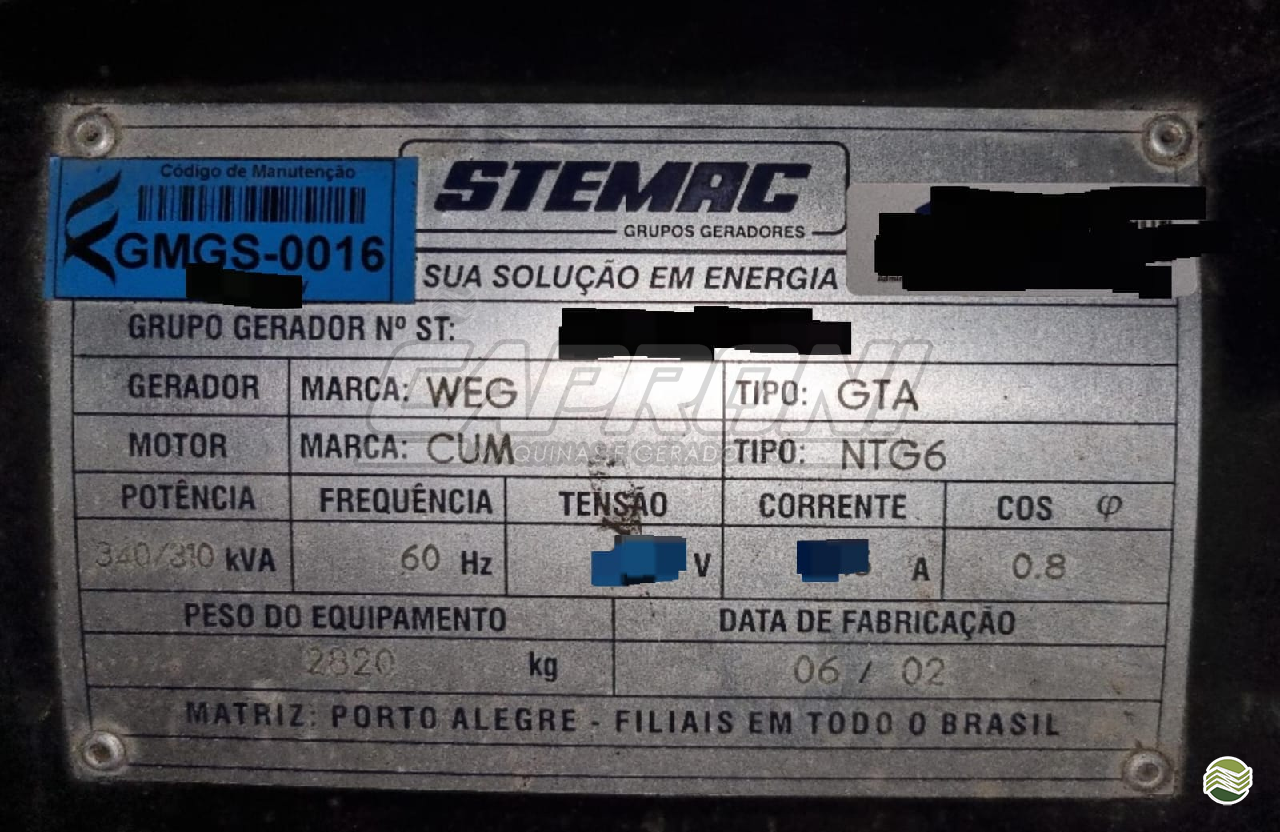 Código de Manutenção
GMGS-0016
STEMAC
GRUPOS GERADORES
SUA SOLUÇÃO EM ENERGIA
GRUPO GERADOR Nº ST:
CAPRONI
GERADOR MARCA: WEG TIPO: GTA
MOTOR MARCA: CUM TIPO: NTG6
POTÊNCIA FREQUÊNCIA TENSÃO CORRENTE COS φ
340/310 kVA 60 Hz V A 0.8
PESO DO EQUIPAMENTO DATA DE FABRICAÇÃO
2820 kg 06 / 02
MATRIZ: PORTO ALEGRE - FILIAIS EM TODO O BRASIL